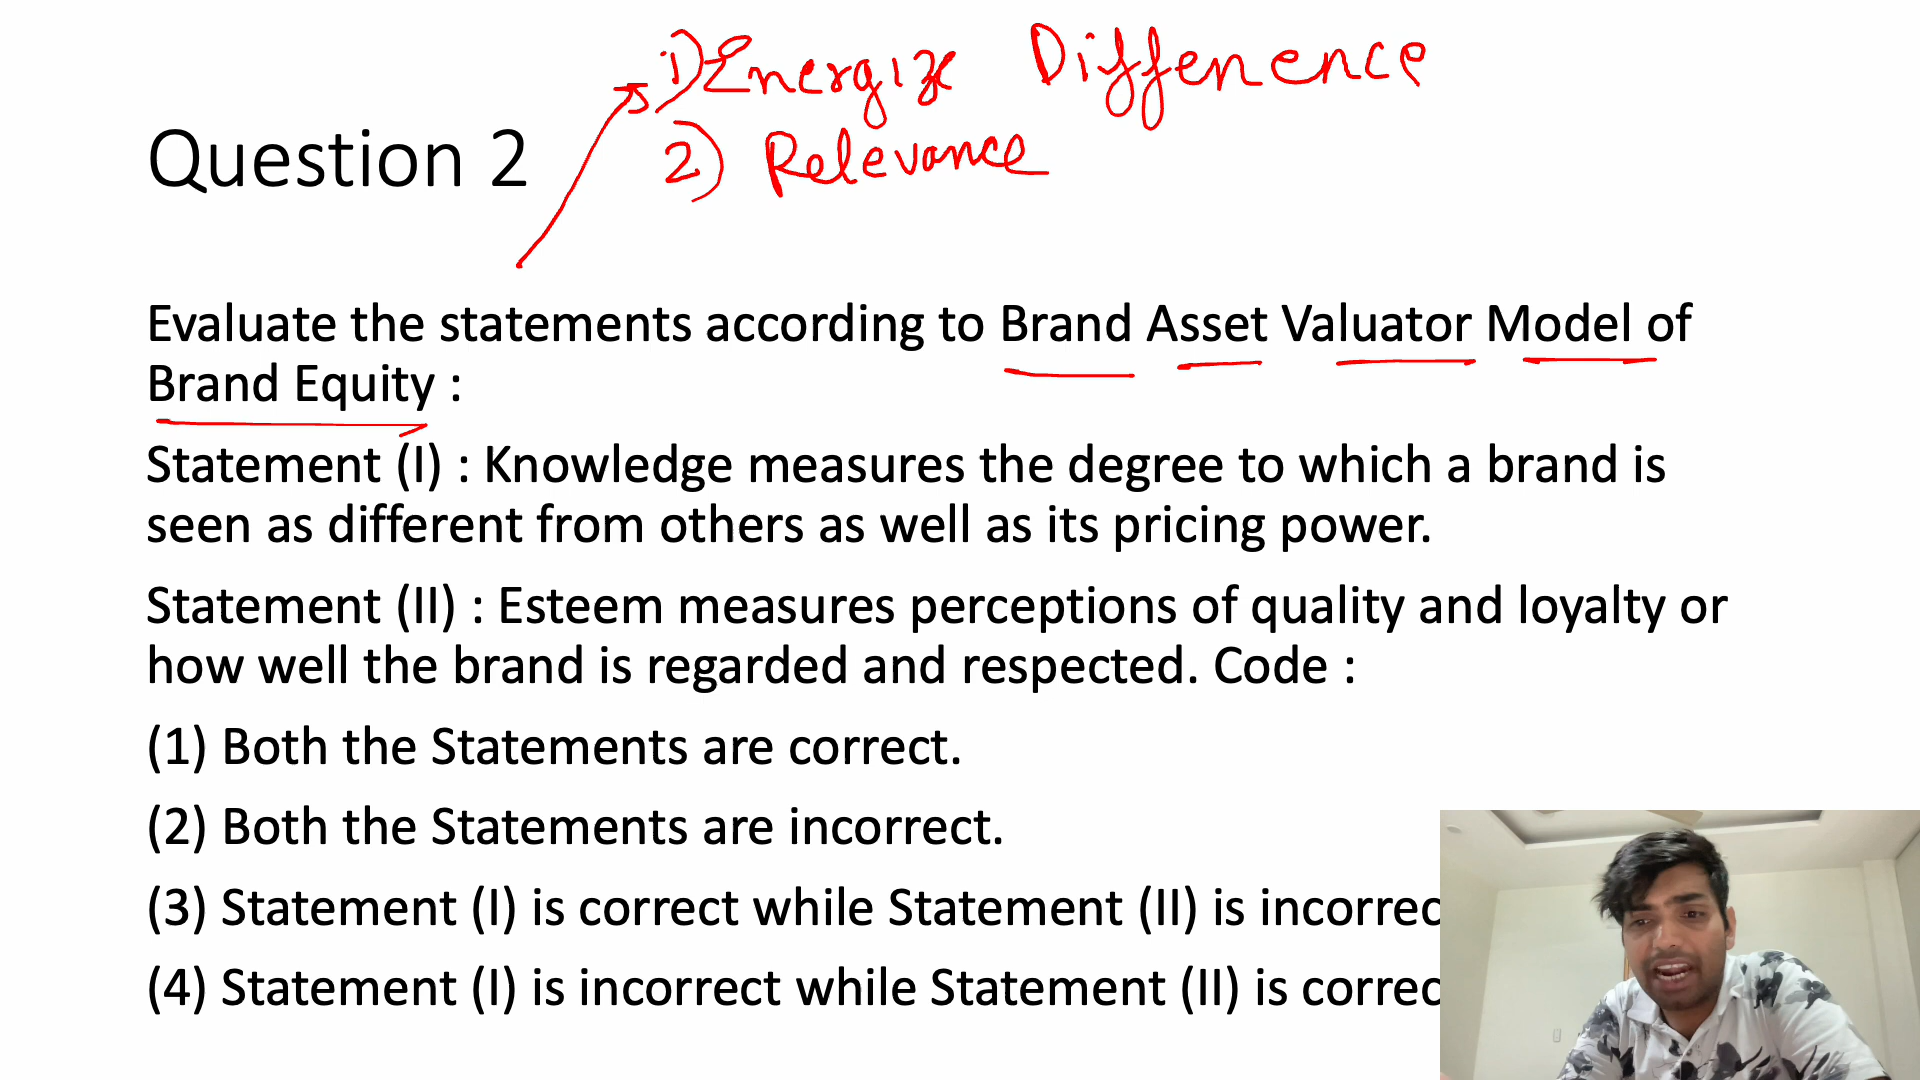 1) Energize Difference
2) Relevance
Question 2
Evaluate the statements according to Brand Asset Valuator Model of
Brand Equity :
Statement (I) : Knowledge measures the degree to which a brand is
seen as different from others as well as its pricing power.
Statement (II) : Esteem measures perceptions of quality and loyalty or
how well the brand is regarded and respected. Code :
(1) Both the Statements are correct.
(2) Both the Statements are incorrect.
(3) Statement (I) is correct while Statement (II) is incorrec
(4) Statement (I) is incorrect while Statement (II) is correc